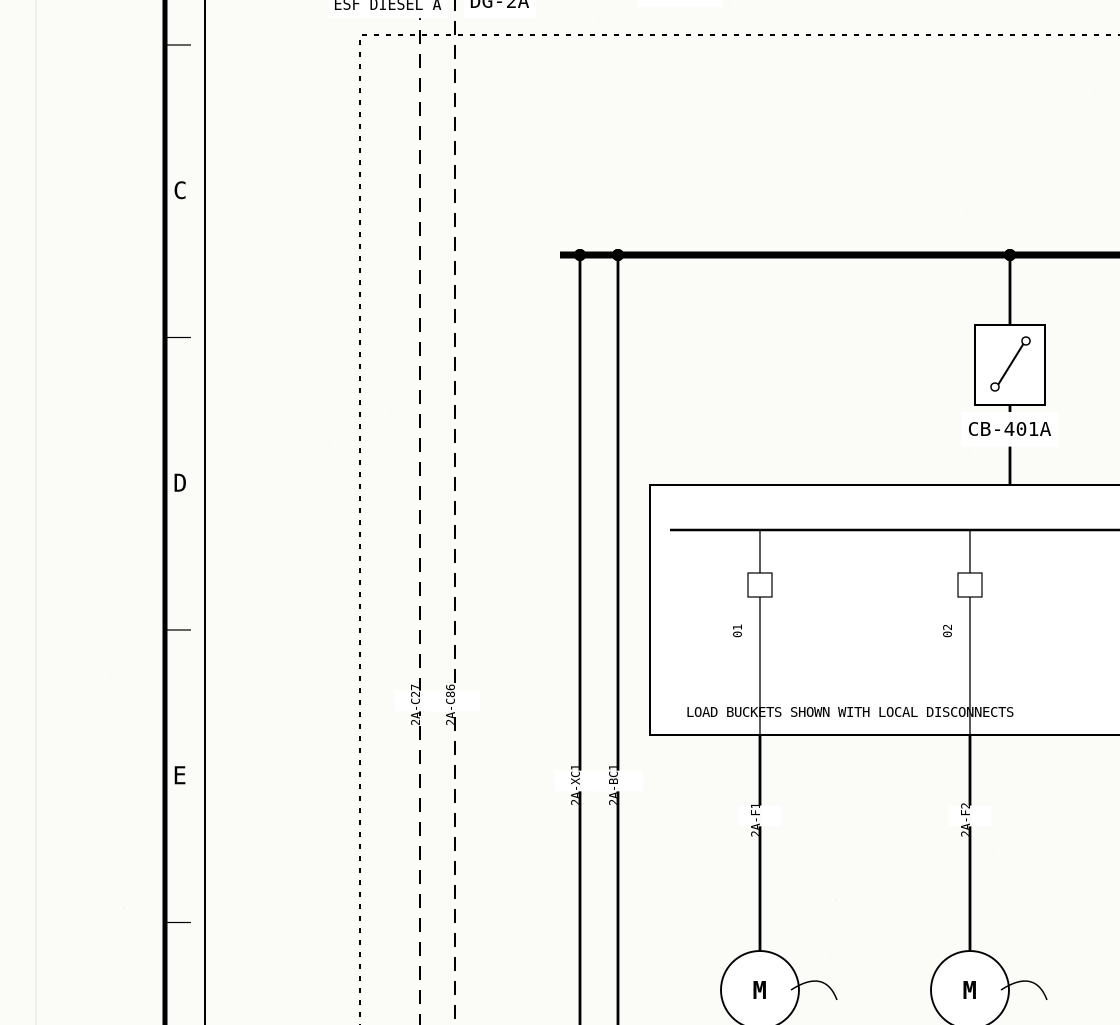 ESF DIESEL A
DG-2A
C
CB-401A
D
01
02
2A-C27
2A-C86
LOAD BUCKETS SHOWN WITH LOCAL DISCONNECTS
E
2A-XC1
2A-BC1
2A-F1
2A-F2
M
M